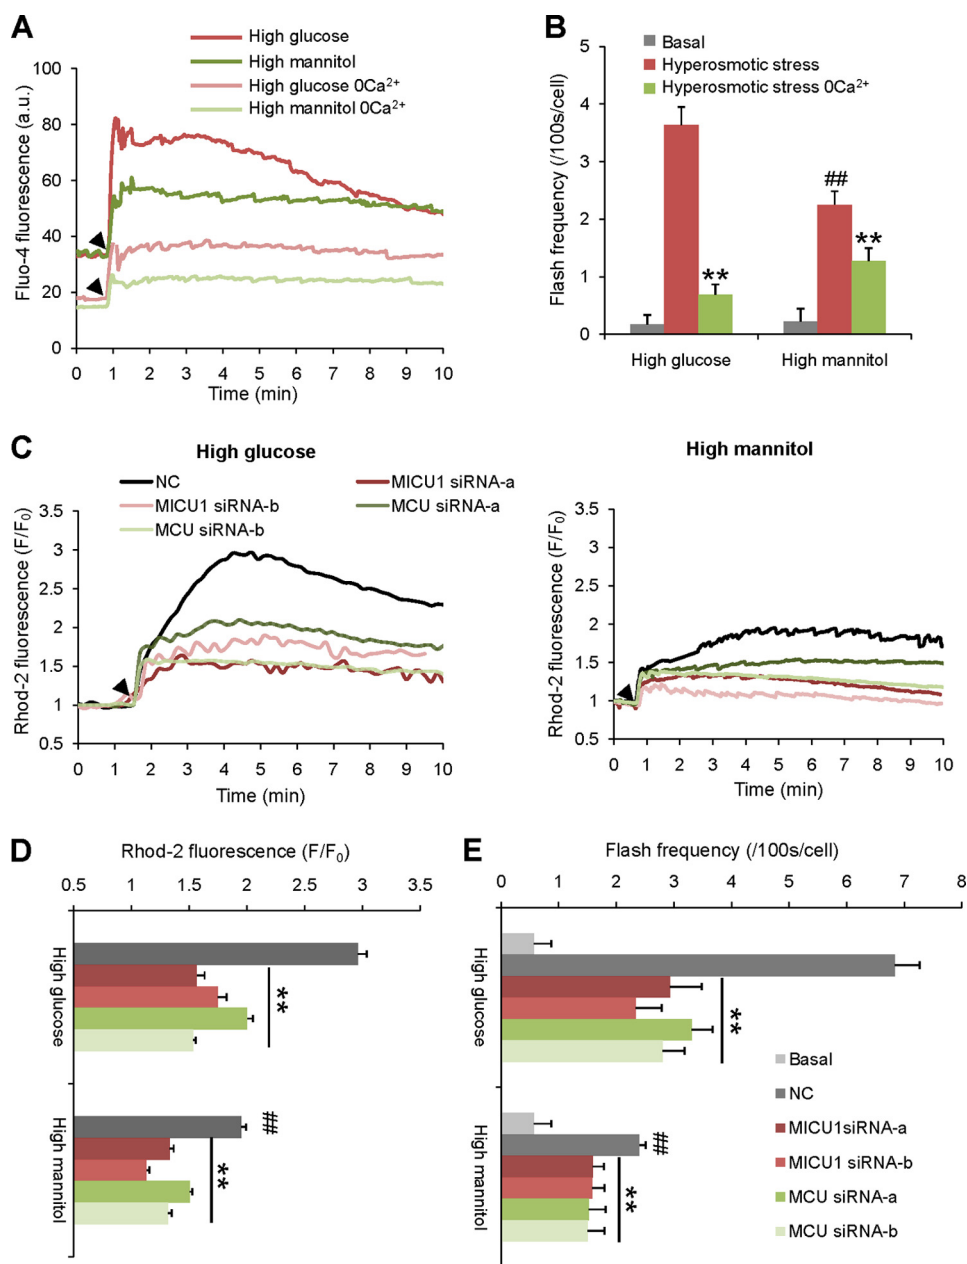 A
High glucose
High mannitol
High glucose 0Ca2+
High mannitol 0Ca2+
Fluo-4 fluorescence (a.u.)
100
80
60
40
20
0
0 1 2 3 4 5 6 7 8 9 10
Time (min)
B
Basal
Hyperosmotic stress
Hyperosmotic stress 0Ca2+
Flash frequency (/100s/cell)
5
4
3
2
1
0
**
##
**
High glucose High mannitol
C
High glucose
NC MICU1 siRNA-a
MICU1 siRNA-b MCU siRNA-a
MCU siRNA-b
Rhod-2 fluorescence (F/F0)
3.5
3
2.5
2
1.5
1
0.5
0 1 2 3 4 5 6 7 8 9 10
Time (min)
High mannitol
Rhod-2 fluorescence (F/F0)
3.5
3
2.5
2
1.5
1
0.5
0 1 2 3 4 5 6 7 8 9 10
Time (min)
D
Rhod-2 fluorescence (F/F0)
0.5 1 1.5 2 2.5 3 3.5
High glucose
**
High mannitol
##
**
E
Flash frequency (/100s/cell)
0 1 2 3 4 5 6 7 8
High glucose
**
High mannitol
##
**
Basal
NC
MICU1siRNA-a
MICU1 siRNA-b
MCU siRNA-a
MCU siRNA-b